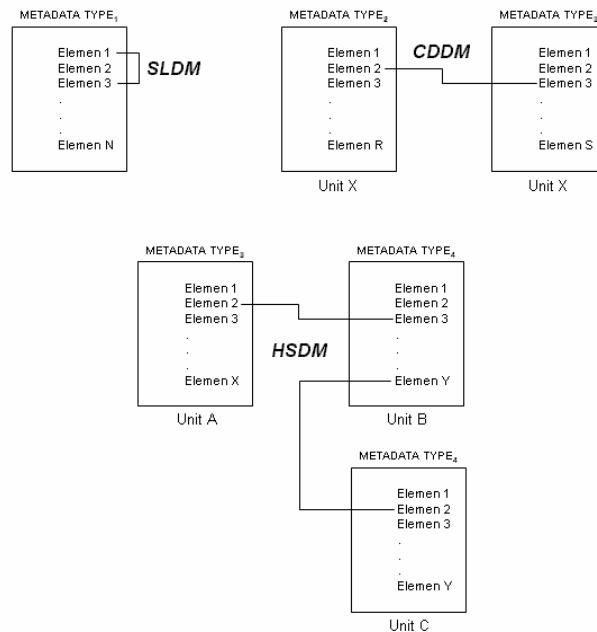 METADATA TYPE₁
Elemen 1
Elemen 2
Elemen 3
.
.
.
Elemen N
SLDM
METADATA TYPE₂
Elemen 1
Elemen 2
Elemen 3
.
.
.
Elemen R
Unit X
CDDM
METADATA TYPE₃
Elemen 1
Elemen 2
Elemen 3
.
.
.
Elemen S
Unit X
METADATA TYPE₃
Elemen 1
Elemen 2
Elemen 3
.
.
.
Elemen X
Unit A
HSDM
METADATA TYPE₄
Elemen 1
Elemen 2
Elemen 3
.
.
.
Elemen Y
Unit B
METADATA TYPE₄
Elemen 1
Elemen 2
Elemen 3
.
.
.
Elemen Y
Unit C